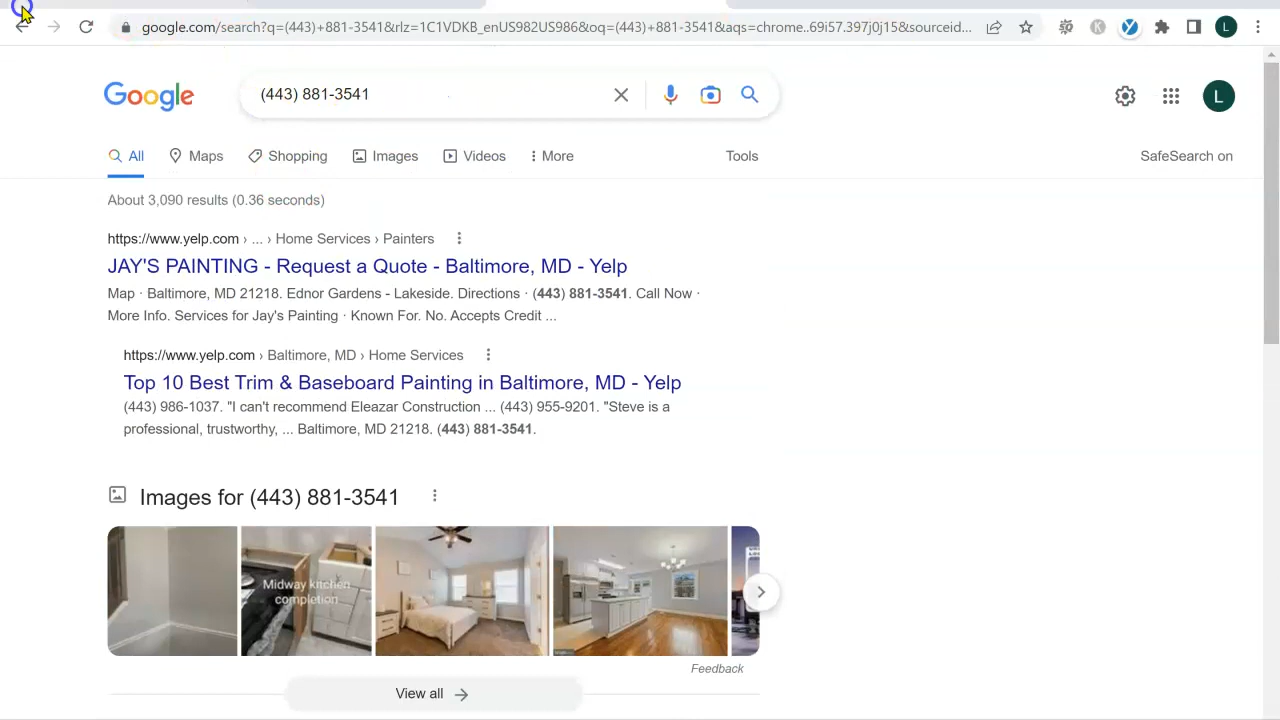 google.com/search?q=(443)+881-3541&rlz=1C1VDKB_enUS982US986&oq=(443)+881-3541&aqs=chrome..69i57.397j0j15&sourceid...
K
L
Google
(443) 881-3541
L
All
Maps
Shopping
Images
Videos
More
Tools
SafeSearch on
About 3,090 results (0.36 seconds)
https://www.yelp.com › ... › Home Services › Painters
JAY'S PAINTING - Request a Quote - Baltimore, MD - Yelp
Map · Baltimore, MD 21218. Ednor Gardens - Lakeside. Directions · (443) 881-3541. Call Now ·
More Info. Services for Jay's Painting · Known For. No. Accepts Credit ...
https://www.yelp.com › Baltimore, MD › Home Services
Top 10 Best Trim & Baseboard Painting in Baltimore, MD - Yelp
(443) 986-1037. "I can't recommend Eleazar Construction ... (443) 955-9201. "Steve is a
professional, trustworthy, ... Baltimore, MD 21218. (443) 881-3541.
Images for (443) 881-3541
Midway kitchen
completion
Feedback
View all